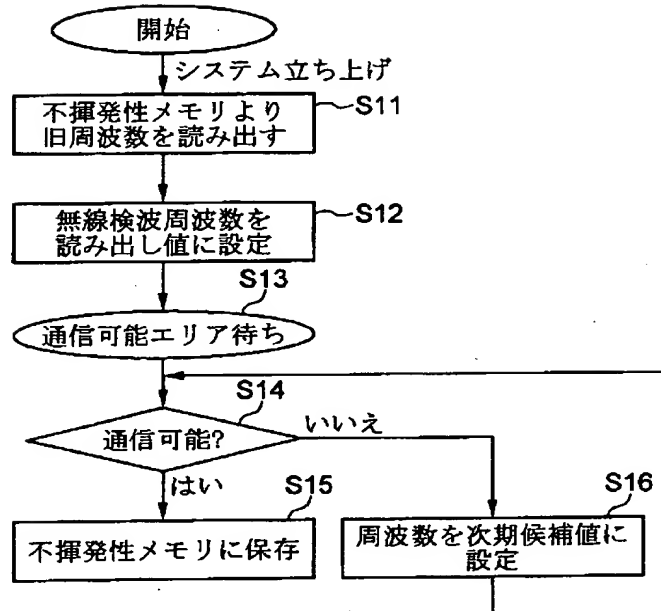 開始
システム立ち上げ
不揮発性メモリより
旧周波数を読み出す
S11
無線検波周波数を
読み出し値に設定
S12
S13
通信可能エリア待ち
S14
通信可能?
いいえ
はい
S15
不揮発性メモリに保存
S16
周波数を次期候補値に
設定